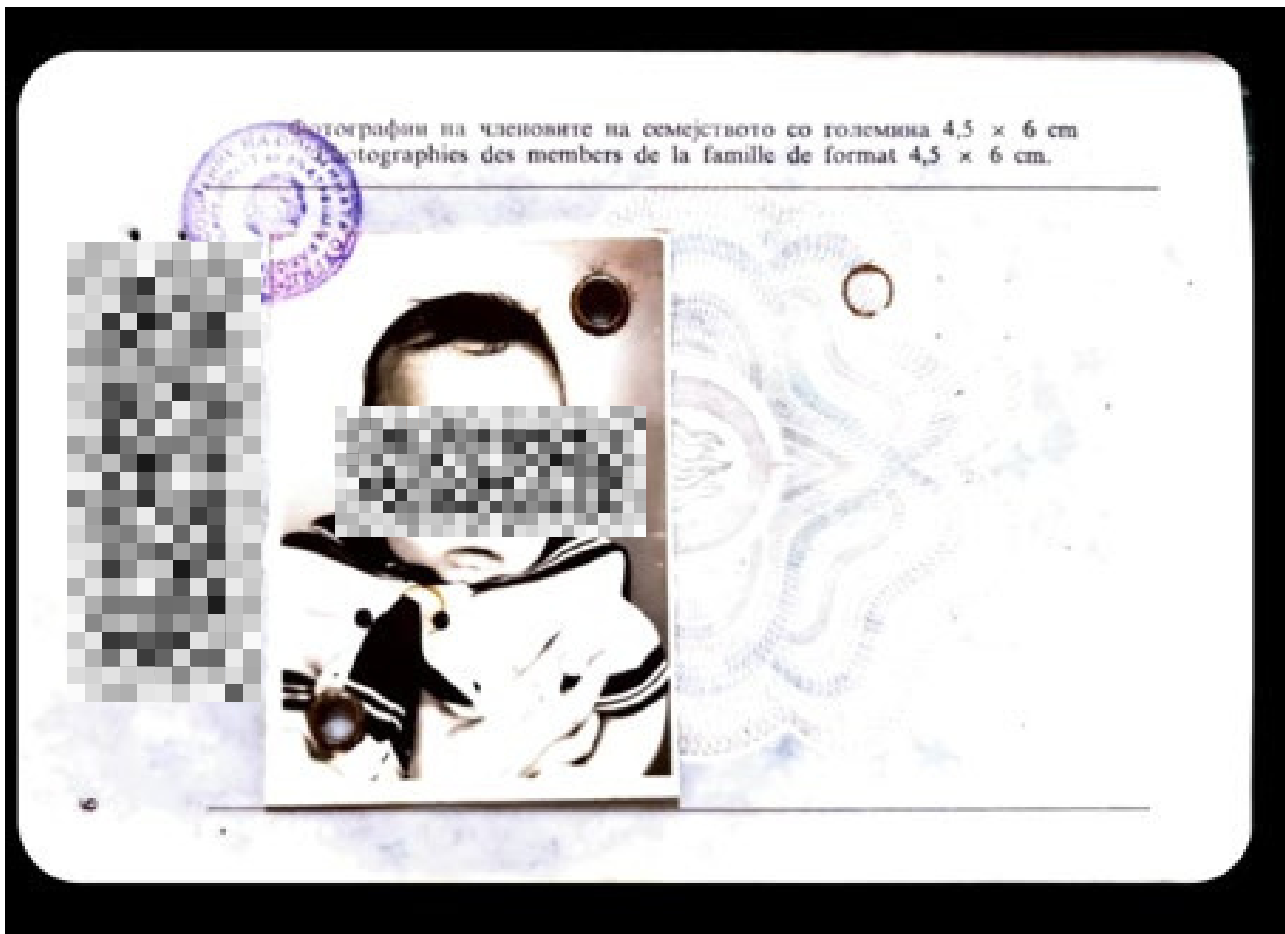 Фотографии на членовите на семејството со големина 4,5 × 6 cm
Photographies des members de la famille de format 4,5 × 6 cm.